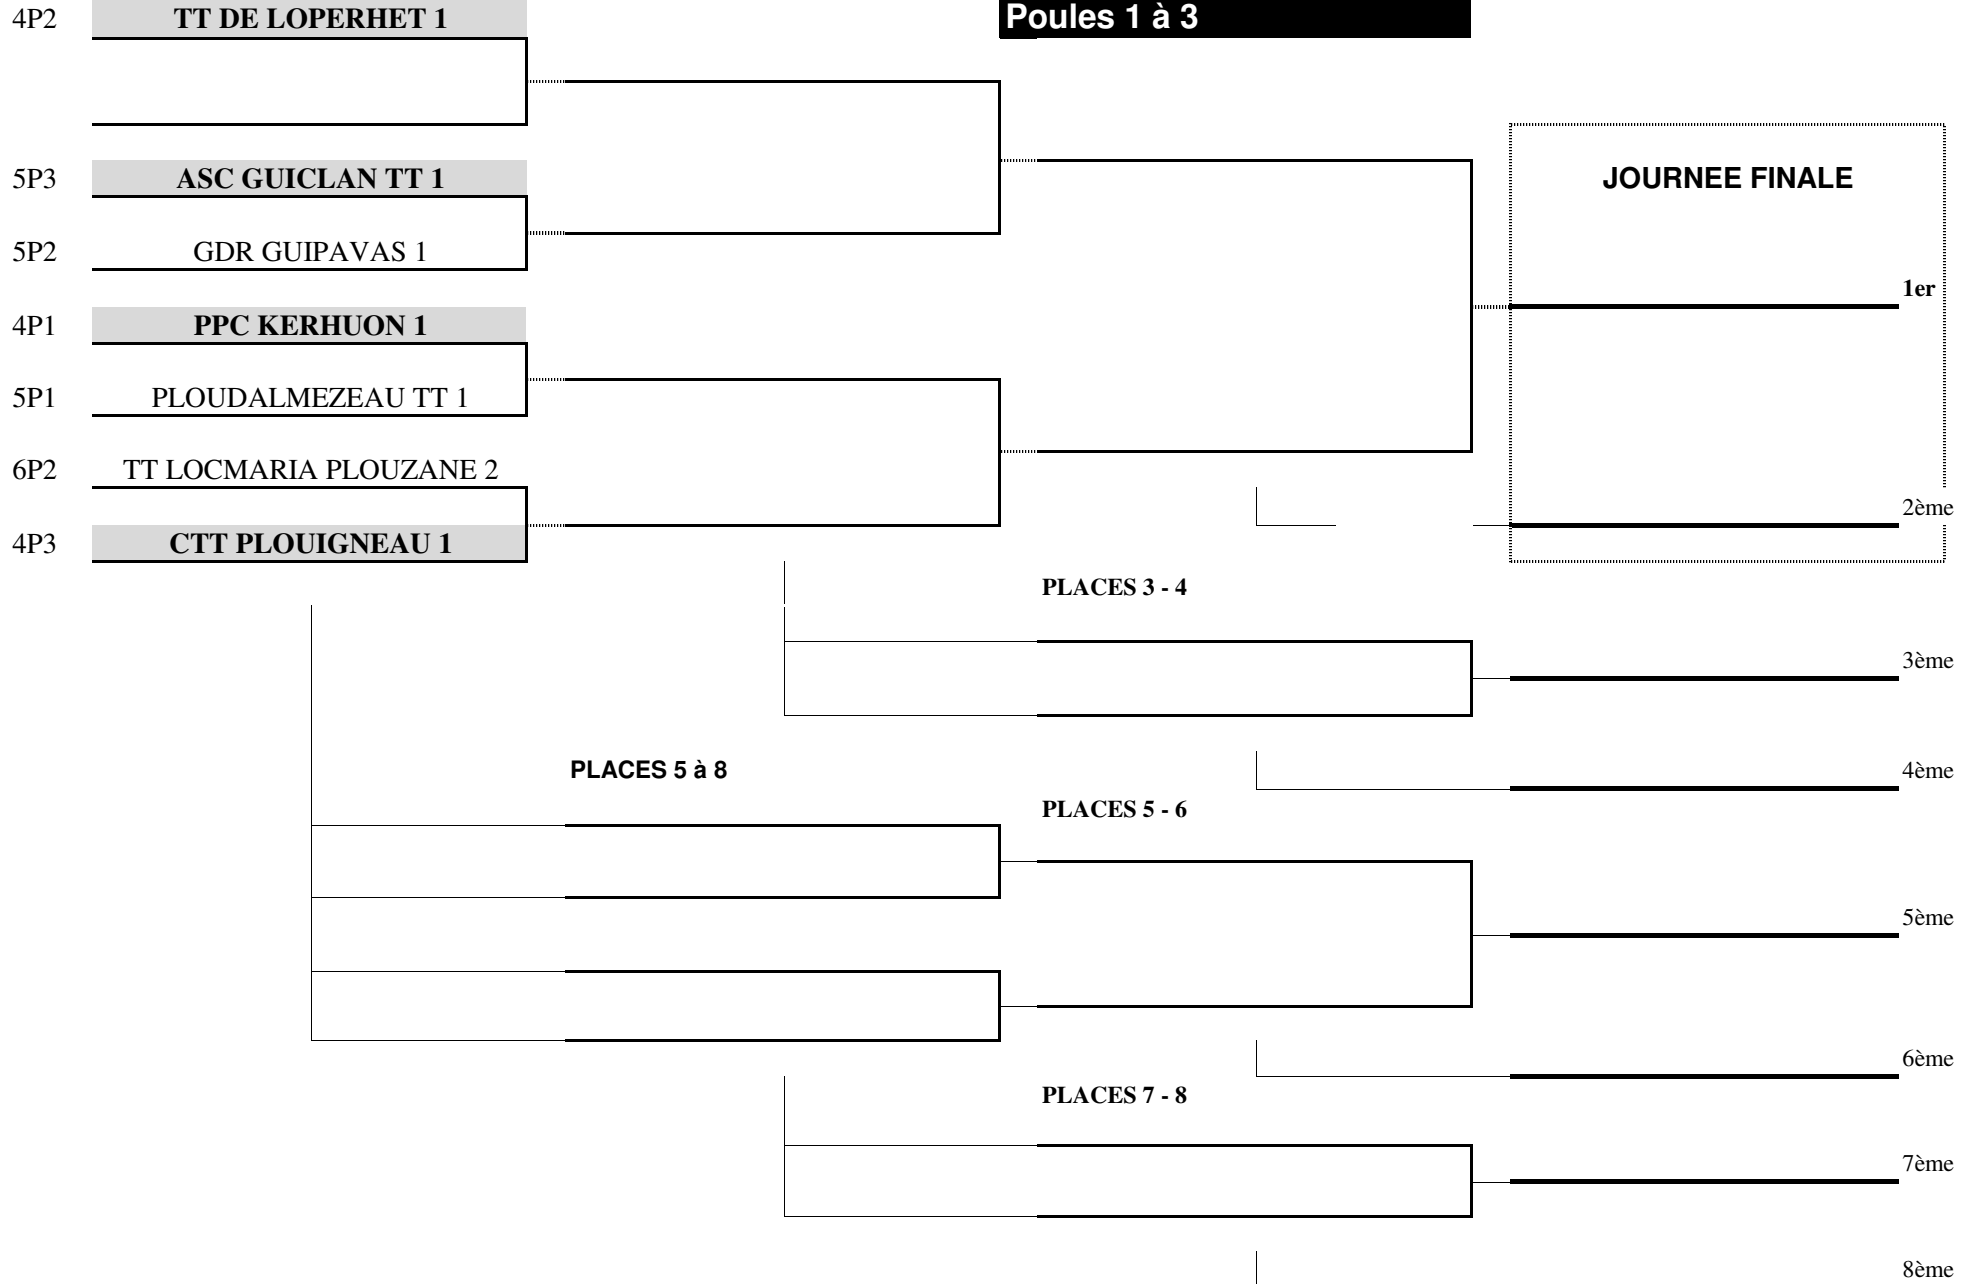 4P2 TT DE LOPERHET 1 Poules 1 à 3
5P3 ASC GUICLAN TT 1 JOURNEE FINALE
5P2 GDR GUIPAVAS 1
1er
4P1 PPC KERHUON 1
5P1 PLOUDALMEZEAU TT 1
6P2 TT LOCMARIA PLOUZANE 2
2ème
4P3 CTT PLOUIGNEAU 1
PLACES 3 - 4
3ème
PLACES 5 à 8 4ème
PLACES 5 - 6
5ème
6ème
PLACES 7 - 8
7ème
8ème